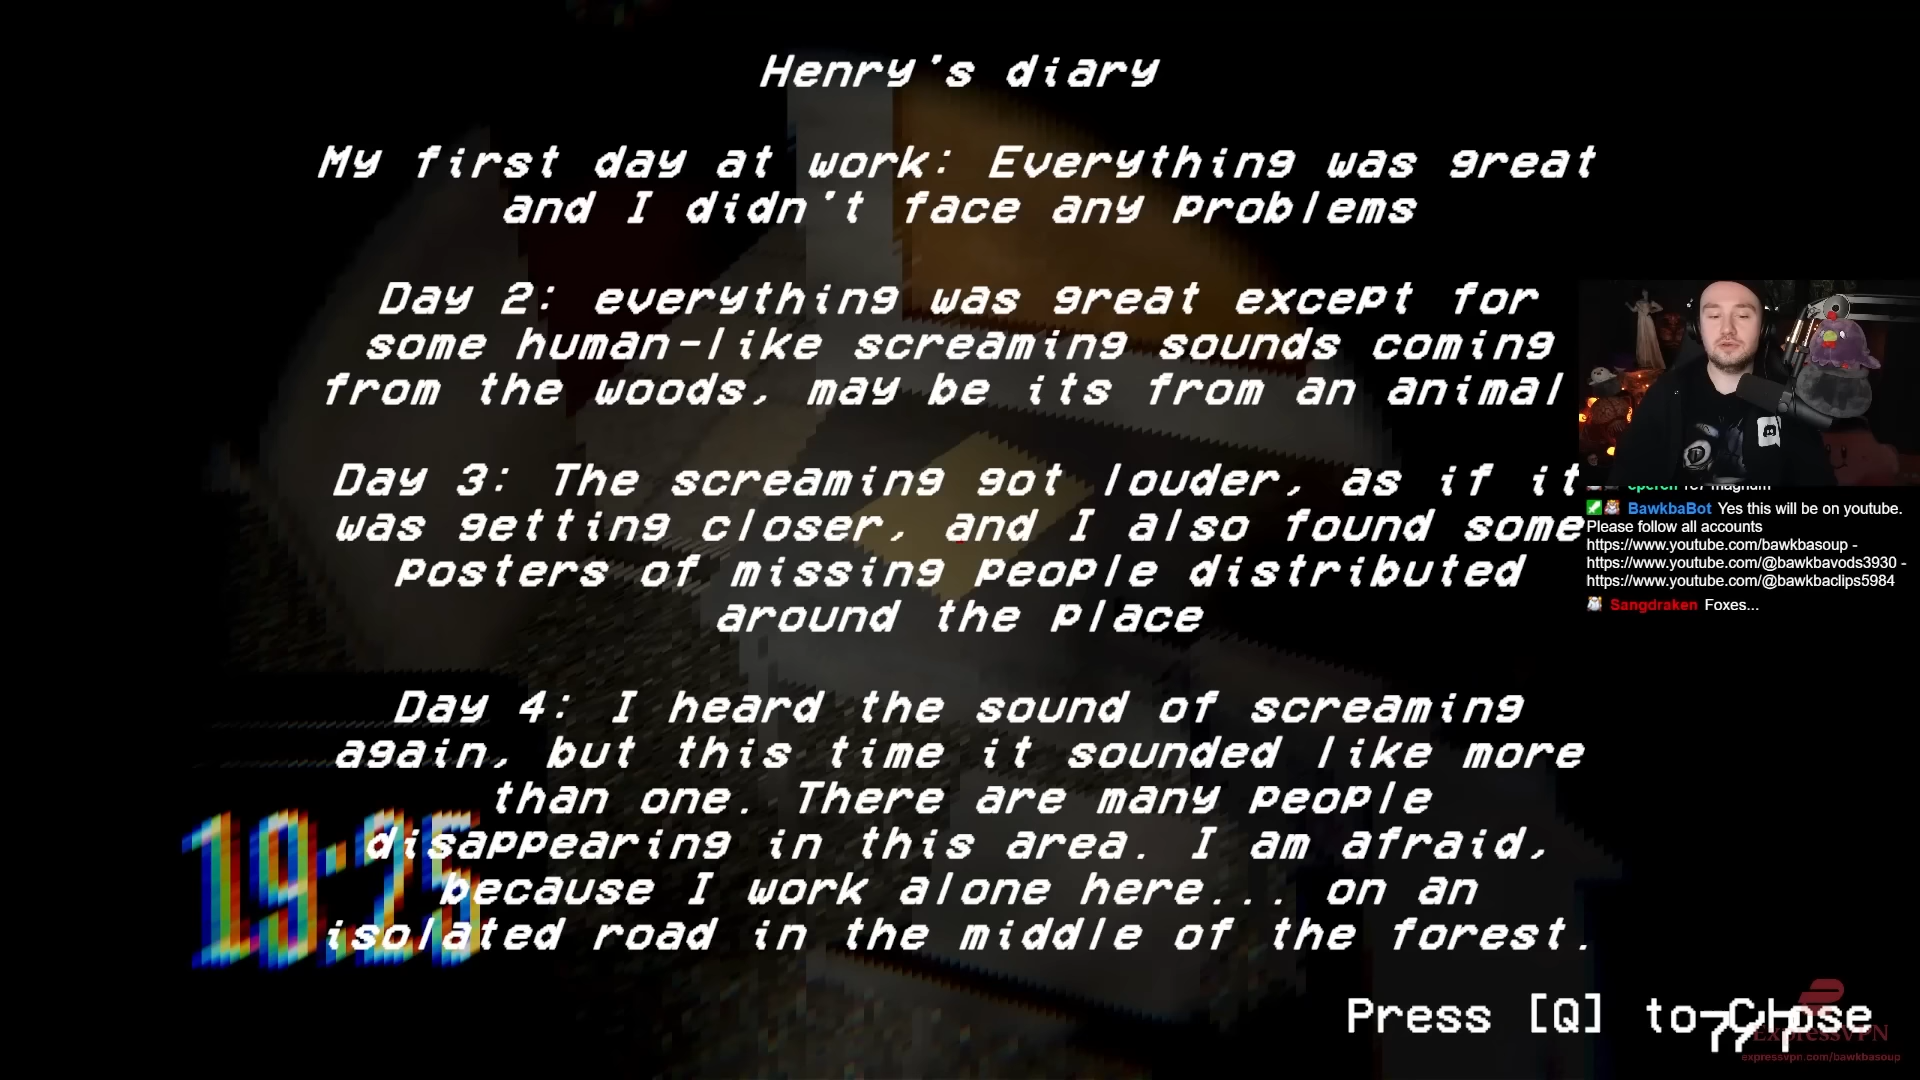 Henry's diary
My first day at work: Everything was great
and I didn't face any problems
Day 2: everything was great except for
some human-like screaming sounds coming
from the woods, may be its from an animal
Day 3: The screaming got louder, as if it
was getting closer, and I also found some
posters of missing people distributed
around the place
Day 4: I heard the sound of screaming
again, but this time it sounded like more
than one. There are many people
disappearing in this area. I am afraid,
because I work alone here... on an
isolated road in the middle of the forest.
19:25
Press [Q] to Close
BawkbaBot Yes this will be on youtube.
Please follow all accounts
https://www.youtube.com/bawkbasoup -
https://www.youtube.com/@bawkbavods3930 -
https://www.youtube.com/@bawkbaclips5984
Sangdraken Foxes...
ExpressVPN
expressvpn.com/bawkbasoup